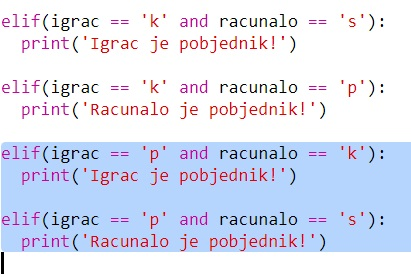 elif(igrac == 'k' and racunalo == 's'):
  print('Igrac je pobjednik!')
elif(igrac == 'k' and racunalo == 'p'):
  print('Racunalo je pobjednik!')
elif(igrac == 'p' and racunalo == 'k'):
  print('Igrac je pobjednik!')
elif(igrac == 'p' and racunalo == 's'):
  print('Racunalo je pobjednik!')